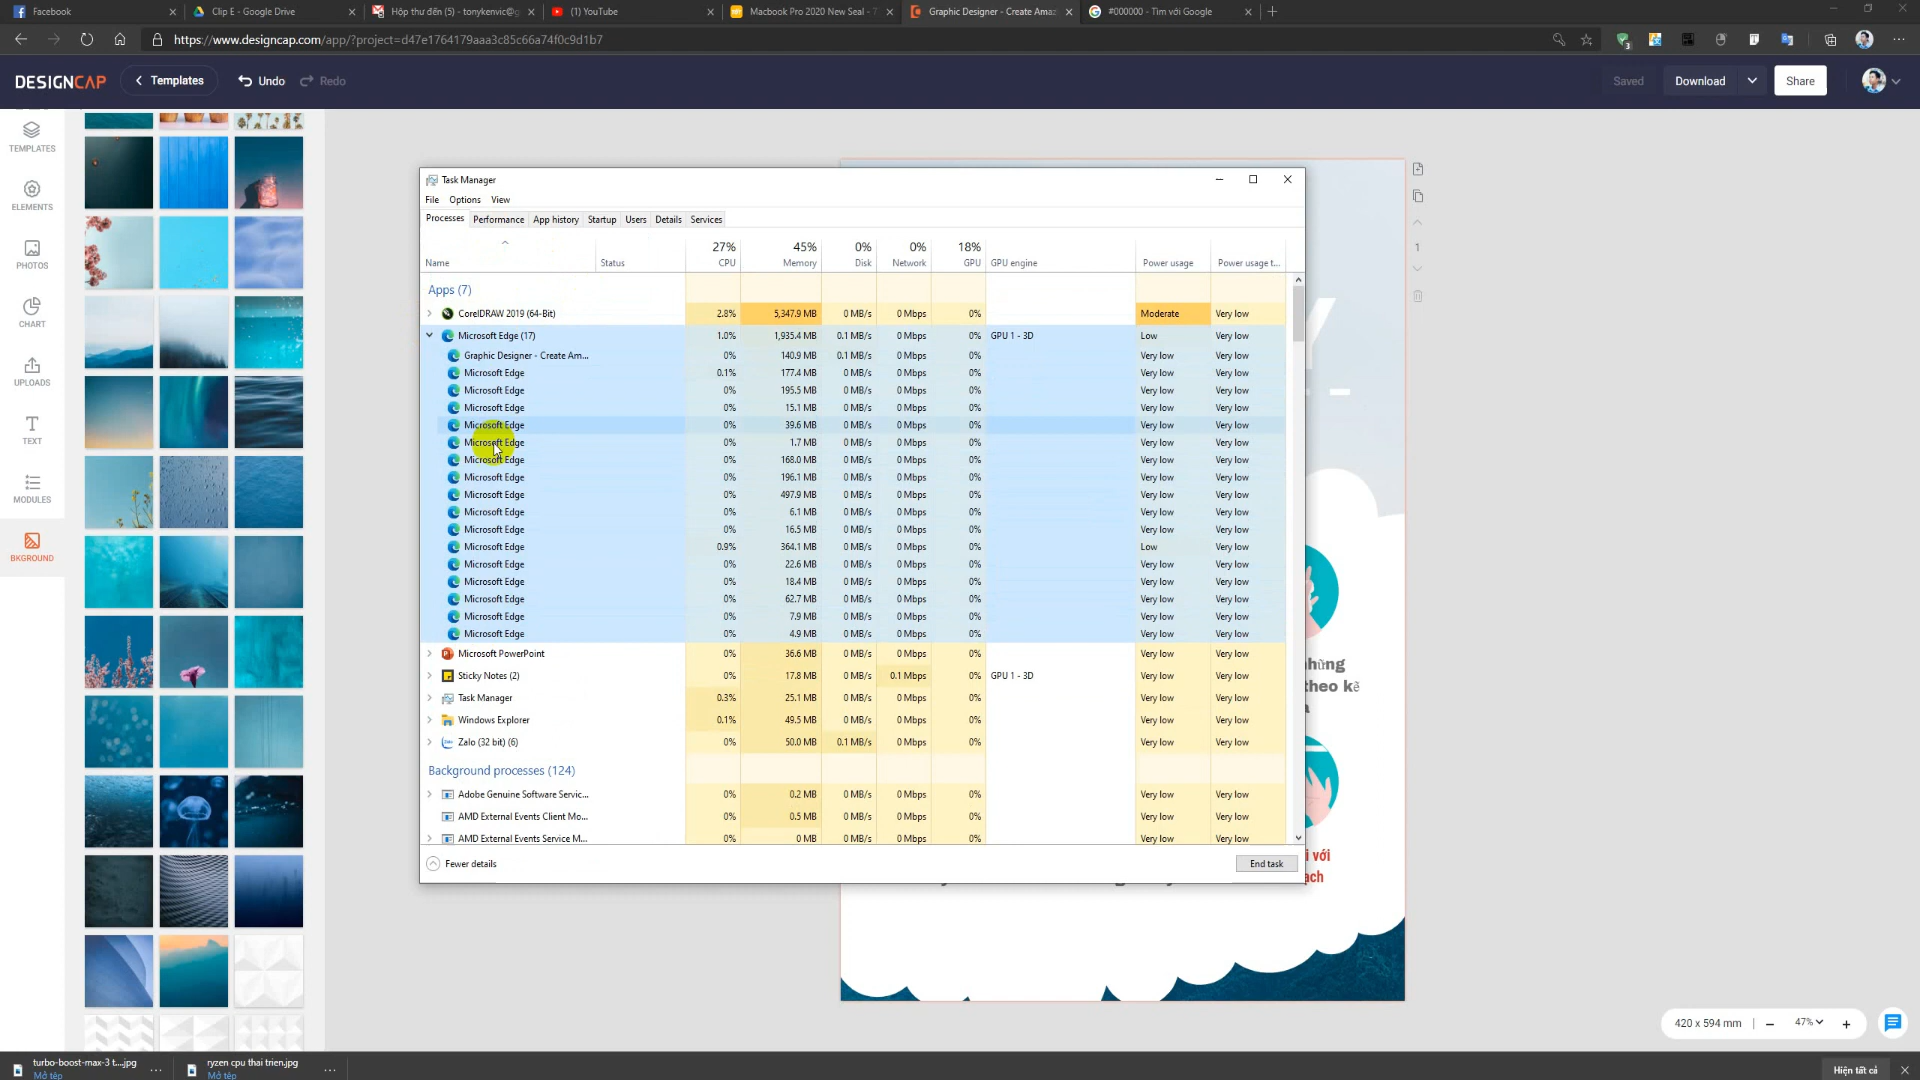 Facebook
Clip E - Google Drive
Hộp thư đến (5) - tonykenvic@g
(1) YouTube
Macbook Pro 2020 New Seal - 7
Graphic Designer - Create Amaz
#000000 - Tìm với Google
https://www.designcap.com/app/?project=d47e1764179aaa3c85c66a74f0c9d1b7
3
DESIGNCAP
Templates
Undo
Redo
Saved
Download
Share
TEMPLATES
ELEMENTS
PHOTOS
CHART
UPLOADS
TEXT
MODULES
BKGROUND
Task Manager
File Options View
Processes Performance App history Startup Users Details Services
27% 45% 0% 0% 18%
Name Status CPU Memory Disk Network GPU GPU engine Power usage Power usage t...
Apps (7)
CorelDRAW 2019 (64-Bit) 2.8% 5,347.9 MB 0 MB/s 0 Mbps 0% Moderate Very low
Microsoft Edge (17) 1.0% 1,935.4 MB 0.1 MB/s 0 Mbps 0% GPU 1 - 3D Low Very low
Graphic Designer - Create Am... 0% 140.9 MB 0.1 MB/s 0 Mbps 0% Very low Very low
Microsoft Edge 0.1% 177.4 MB 0 MB/s 0 Mbps 0% Very low Very low
Microsoft Edge 0% 195.5 MB 0 MB/s 0 Mbps 0% Very low Very low
Microsoft Edge 0% 15.1 MB 0 MB/s 0 Mbps 0% Very low Very low
Microsoft Edge 0% 39.6 MB 0 MB/s 0 Mbps 0% Very low Very low
Microsoft Edge 0% 1.7 MB 0 MB/s 0 Mbps 0% Very low Very low
Microsoft Edge 0% 168.0 MB 0 MB/s 0 Mbps 0% Very low Very low
Microsoft Edge 0% 196.1 MB 0 MB/s 0 Mbps 0% Very low Very low
Microsoft Edge 0% 497.9 MB 0 MB/s 0 Mbps 0% Very low Very low
Microsoft Edge 0% 6.1 MB 0 MB/s 0 Mbps 0% Very low Very low
Microsoft Edge 0% 16.5 MB 0 MB/s 0 Mbps 0% Very low Very low
Microsoft Edge 0.9% 364.1 MB 0 MB/s 0 Mbps 0% Low Very low
Microsoft Edge 0% 22.6 MB 0 MB/s 0 Mbps 0% Very low Very low
Microsoft Edge 0% 18.4 MB 0 MB/s 0 Mbps 0% Very low Very low
Microsoft Edge 0% 62.7 MB 0 MB/s 0 Mbps 0% Very low Very low
Microsoft Edge 0% 7.9 MB 0 MB/s 0 Mbps 0% Very low Very low
Microsoft Edge 0% 4.9 MB 0 MB/s 0 Mbps 0% Very low Very low
Microsoft PowerPoint 0% 36.6 MB 0 MB/s 0 Mbps 0% Very low Very low
Sticky Notes (2) 0% 17.8 MB 0 MB/s 0.1 Mbps 0% GPU 1 - 3D Very low Very low
Task Manager 0.3% 25.1 MB 0 MB/s 0 Mbps 0% Very low Very low
Windows Explorer 0.1% 49.5 MB 0 MB/s 0 Mbps 0% Very low Very low
Zalo (32 bit) (6) 0% 50.0 MB 0.1 MB/s 0 Mbps 0% Very low Very low
Background processes (124)
Adobe Genuine Software Servic... 0% 0.2 MB 0 MB/s 0 Mbps 0% Very low Very low
AMD External Events Client Mo... 0% 0.5 MB 0 MB/s 0 Mbps 0% Very low Very low
AMD External Events Service M... 0% 0 MB 0 MB/s 0 Mbps 0% Very low Very low
Fewer details
End task
1
những
theo kẽ
a
i với
ạch
420 x 594 mm
47%
turbo-boost-max-3 t....jpg
Mở tệp
ryzen cpu thai trien.jpg
Mở tệp
Hiện tất cả